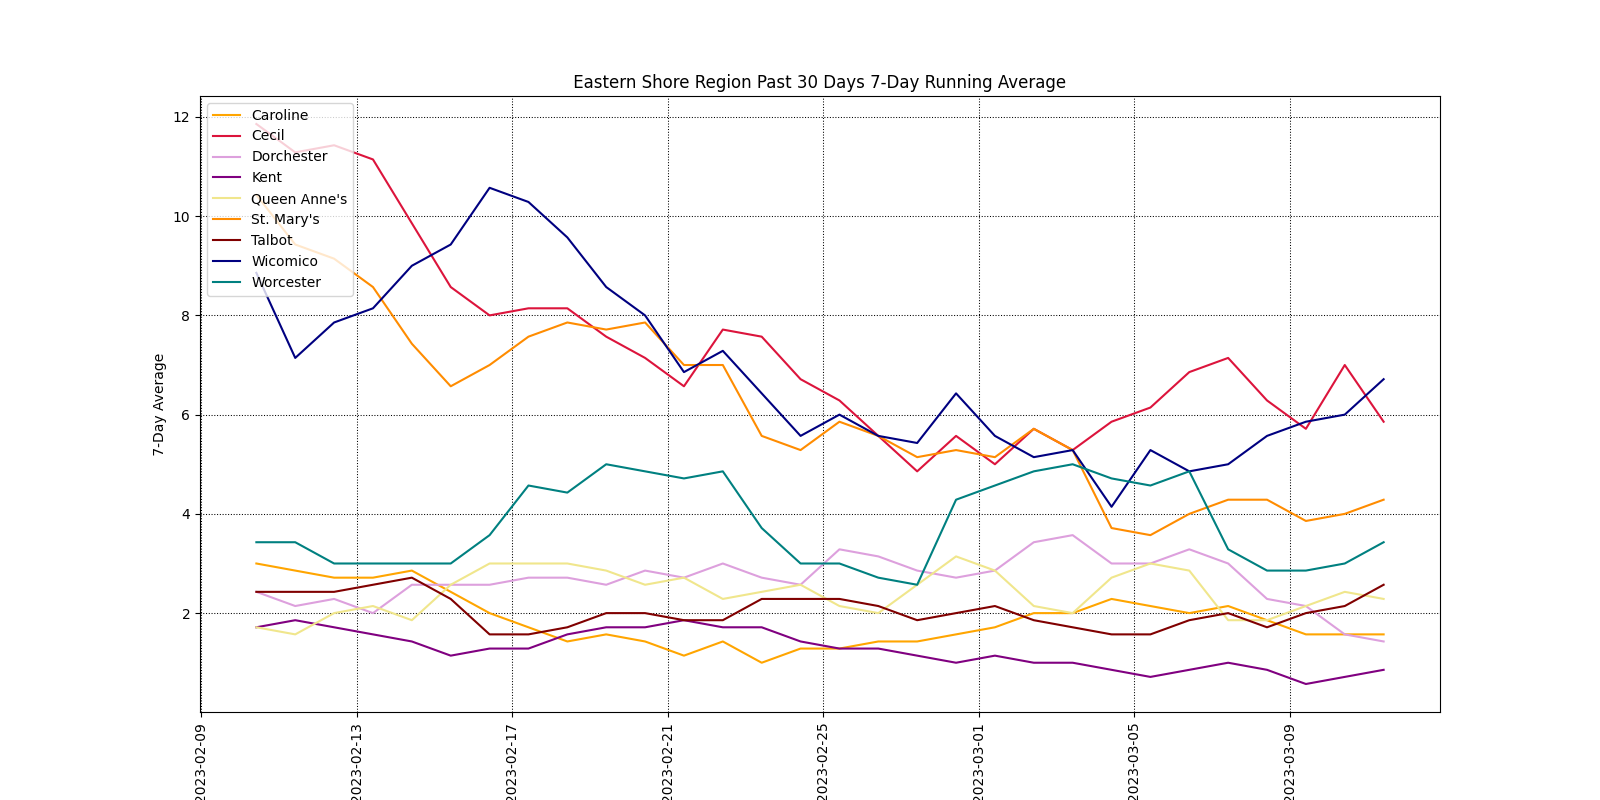 Eastern Shore Region Past 30 Days 7-Day Running Average
7-Day Average
12
10
8
6
4
2
Caroline
Cecil
Dorchester
Kent
Queen Anne's
St. Mary's
Talbot
Wicomico
Worcester
2023-02-09
2023-02-13
2023-02-17
2023-02-21
2023-02-25
2023-03-01
2023-03-05
2023-03-09